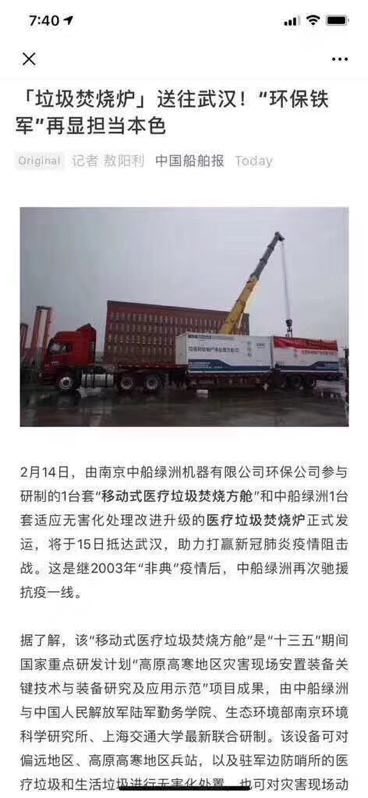 7:40
「垃圾焚烧炉」送往武汉！“环保铁
军”再显担当本色
Original 记者 敖阳利 中国船舶报 Today
2月14日，由南京中船绿洲机器有限公司环保公司参与
研制的1台套“移动式医疗垃圾焚烧方舱”和中船绿洲1台
套适应无害化处理改进升级的医疗垃圾焚烧炉正式发
运，将于15日抵达武汉，助力打赢新冠肺炎疫情阻击
战。这是继2003年“非典”疫情后，中船绿洲再次驰援
抗疫一线。
据了解，该“移动式医疗垃圾焚烧方舱”是“十三五”期间
国家重点研发计划“高原高寒地区灾害现场安置装备关
键技术与装备研究及应用示范”项目成果，由中船绿洲
与中国人民解放军陆军勤务学院、生态环境部南京环境
科学研究所、上海交通大学最新联合研制。该设备可对
偏远地区、高原高寒地区兵站，以及驻军边防哨所的医
疗垃圾和生活垃圾进行无害化处置，也可对灾害现场动